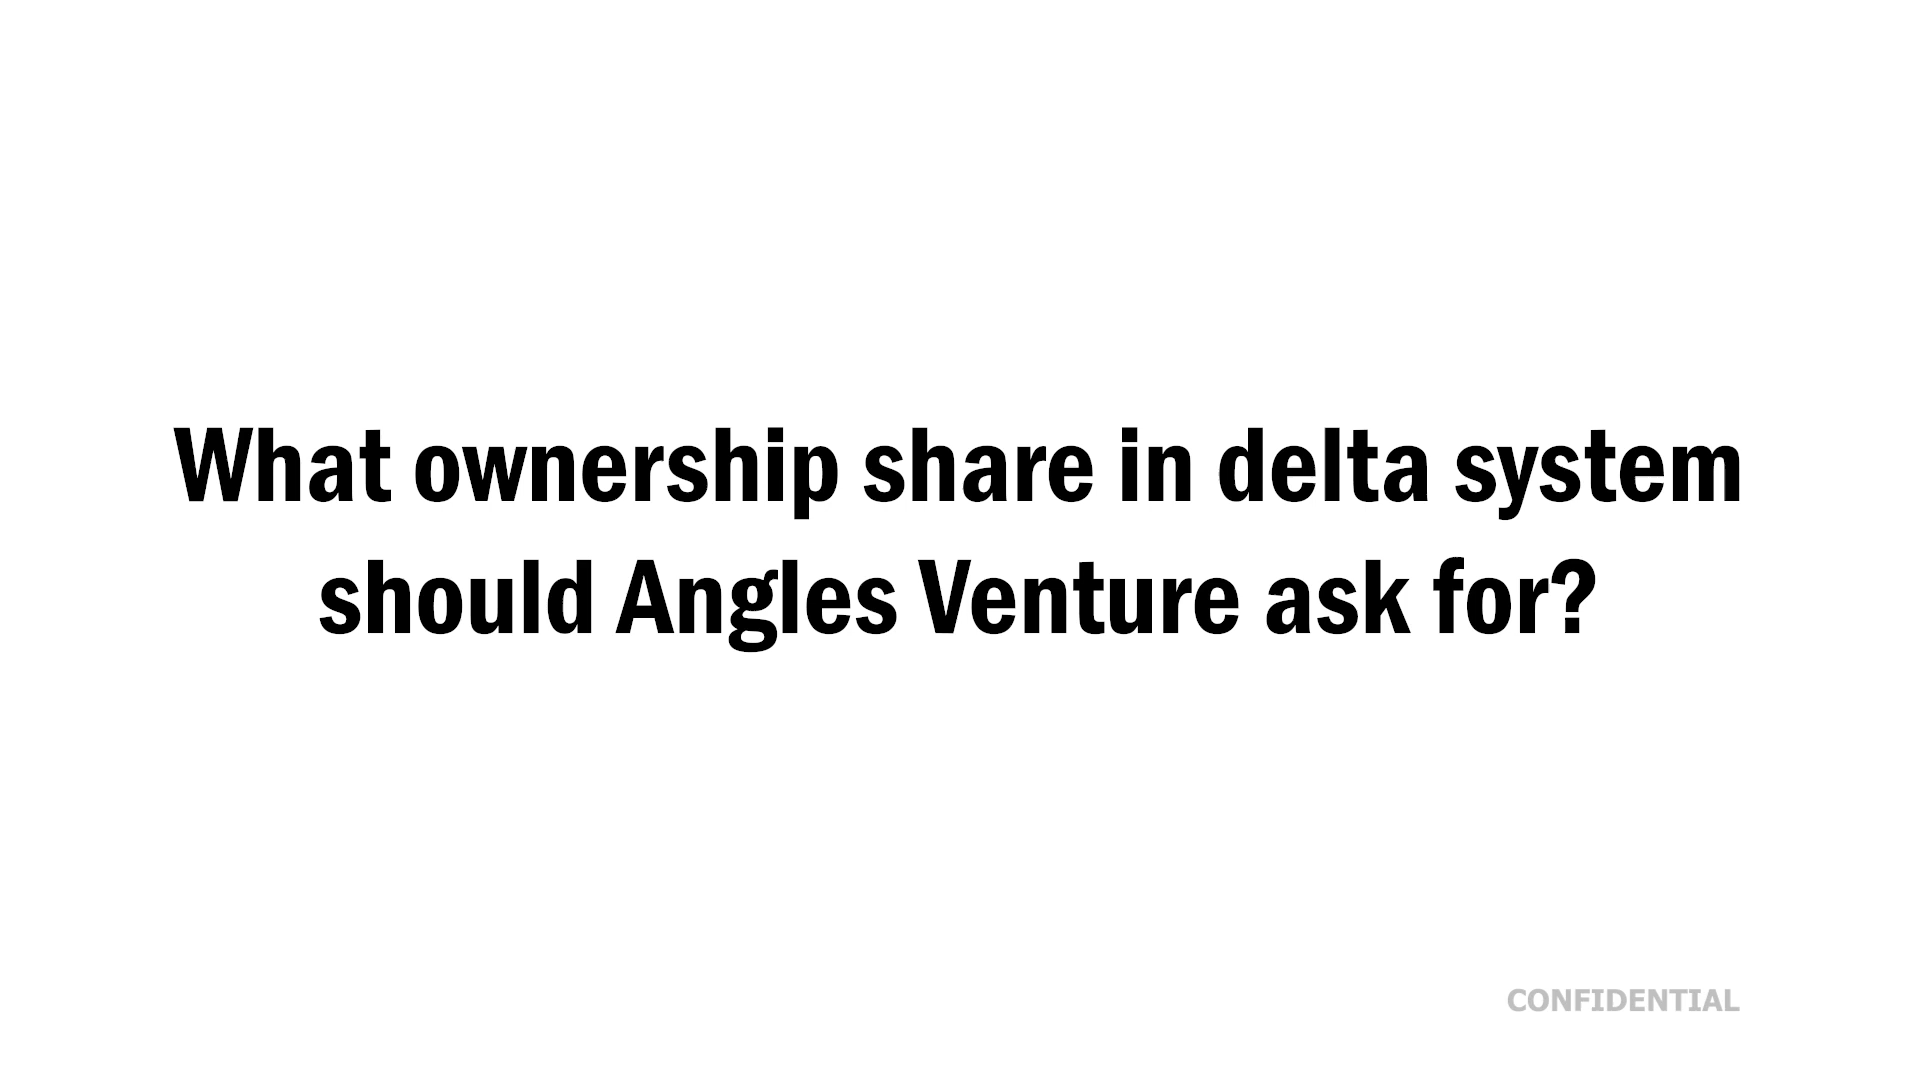 What ownership share in delta system
should Angles Venture ask for?
CONFIDENTIAL